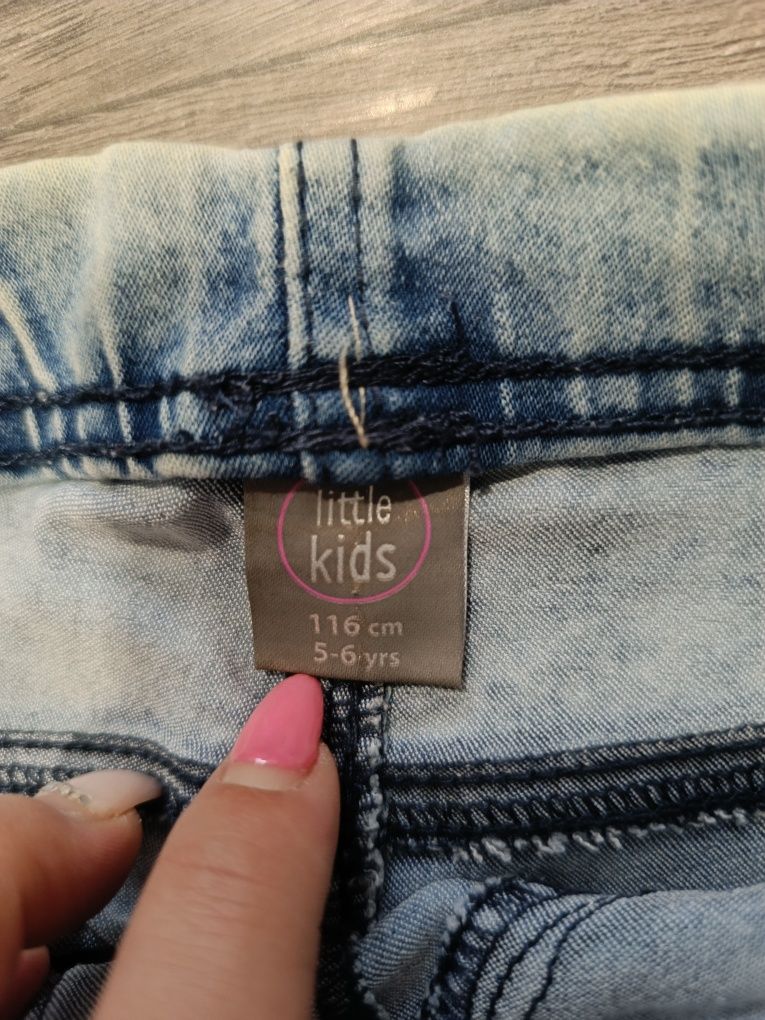 little
kids
116 cm
5-6 yrs